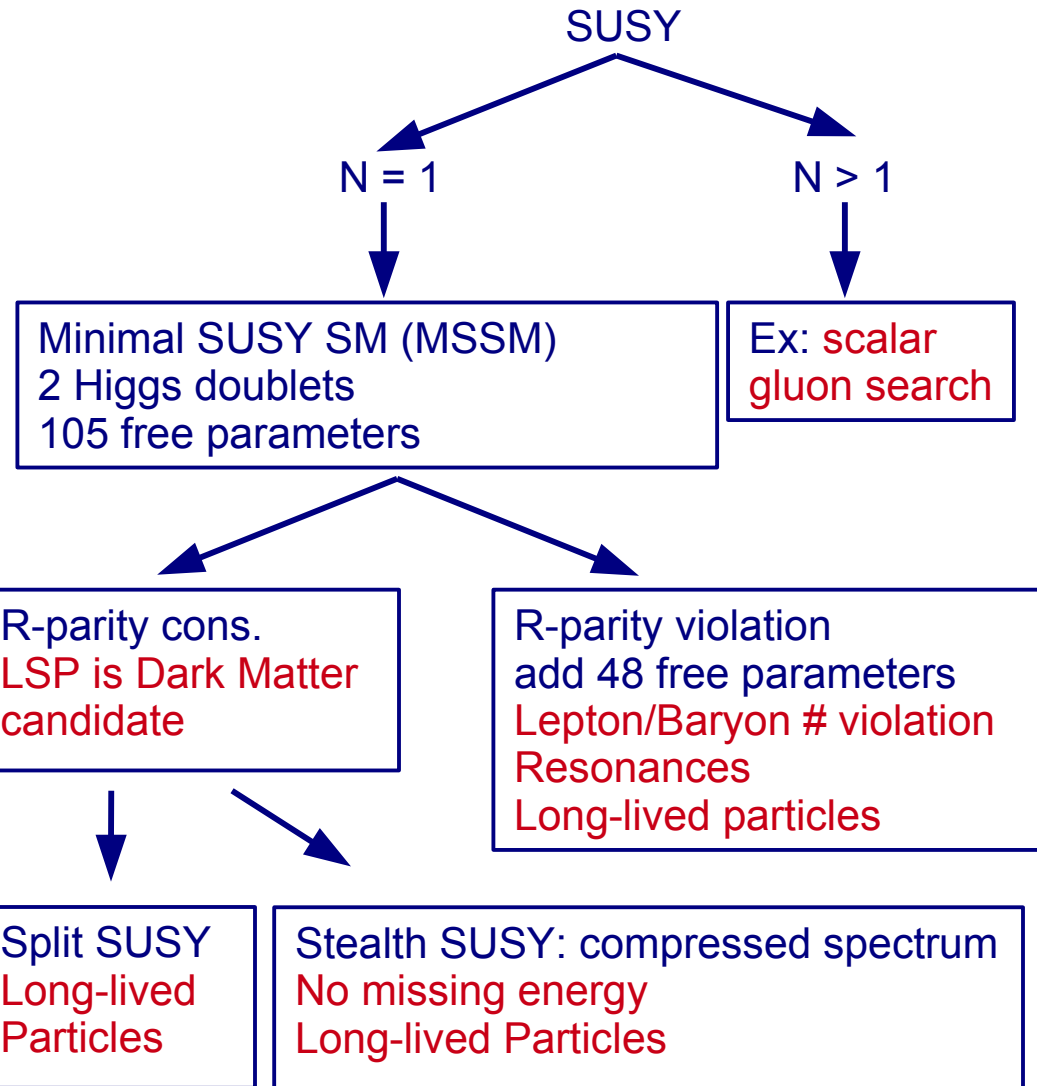 SUSY
N = 1
N > 1
Minimal SUSY SM (MSSM)
2 Higgs doublets
105 free parameters
Ex: scalar
gluon search
R-parity cons.
LSP is Dark Matter
candidate
R-parity violation
add 48 free parameters
Lepton/Baryon # violation
Resonances
Long-lived particles
Split SUSY
Long-lived
Particles
Stealth SUSY: compressed spectrum
No missing energy
Long-lived Particles